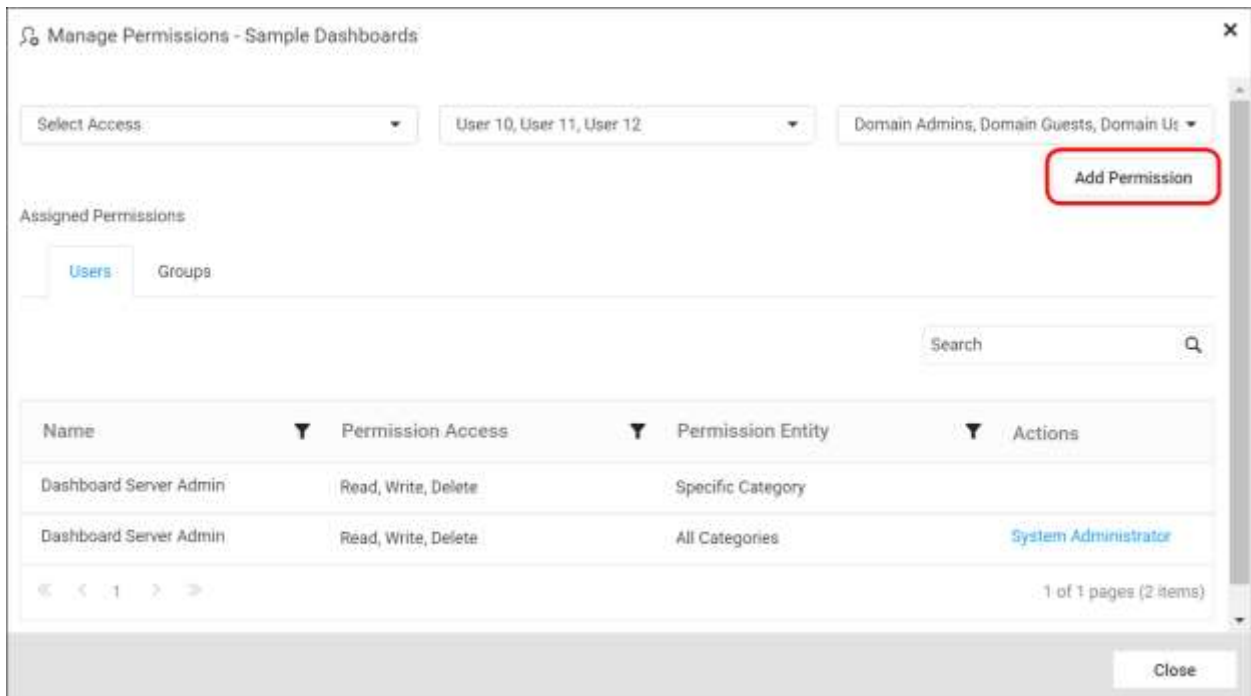 Manage Permissions - Sample Dashboards
Select Access User 10, User 11, User 12 Domain Admins, Domain Guests, Domain Us
Add Permission
Assigned Permissions
Users Groups
Search
Name Permission Access Permission Entity Actions
Dashboard Server Admin Read, Write, Delete Specific Category
Dashboard Server Admin Read, Write, Delete All Categories System Administrator
1 1 of 1 pages (2 items)
Close